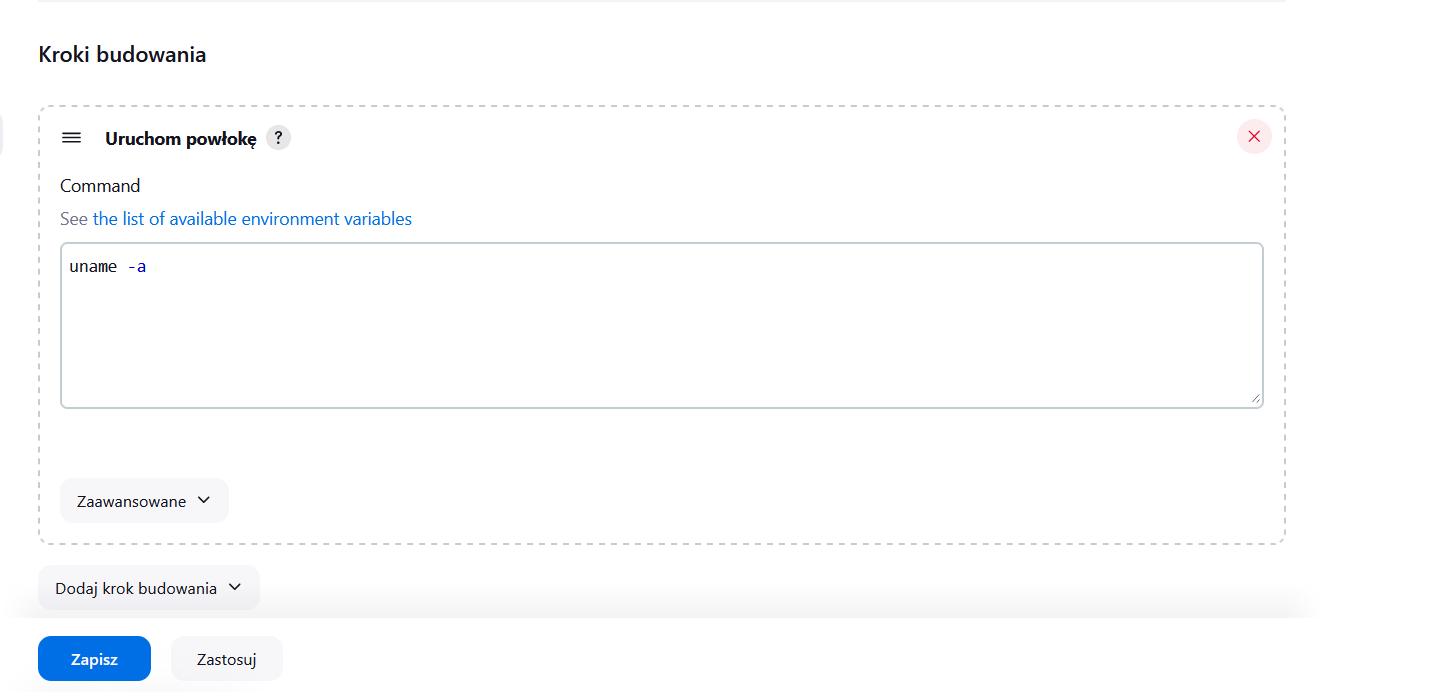 Kroki budowania
Uruchom powłokę ?
Command
See the list of available environment variables
uname -a
Zaawansowane
Dodaj krok budowania
Zapisz Zastosuj